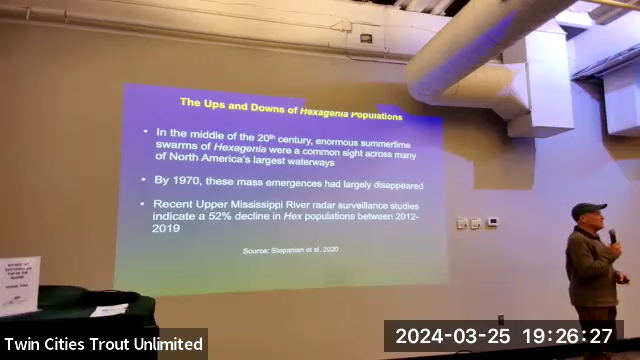 The Ups and Downs of Hexagenia Populations
• In the middle of the 20th century, enormous summertime
swarms of Hexagenia were a common sight across many
of North America's largest waterways
• By 1970, these mass emergences had largely disappeared
• Recent Upper Mississippi River radar surveillance studies
indicate a 52% decline in Hex populations between 2012-
2019
Source: Stepanian et al. 2020
Twin Cities Trout Unlimited
2024-03-25 19:26:27